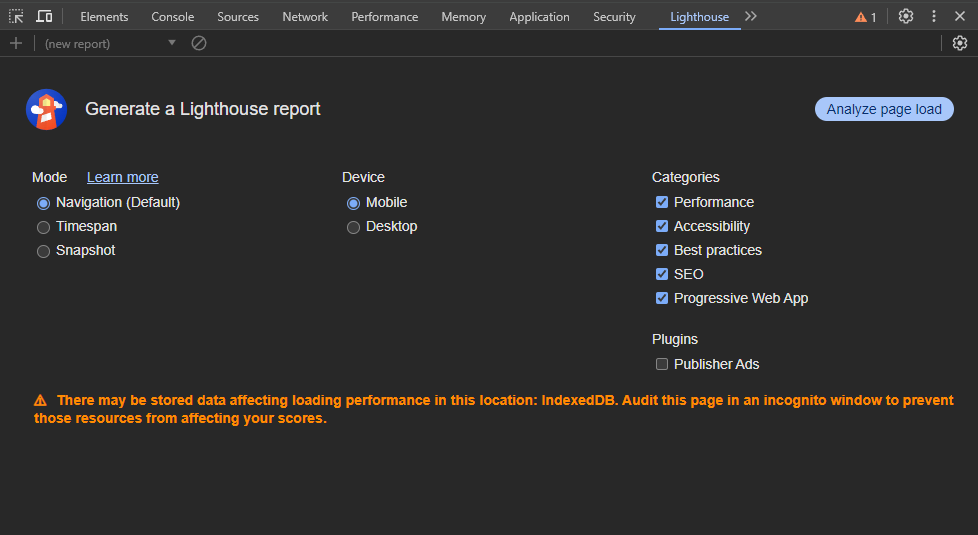 Elements Console Sources Network Performance Memory Application Security Lighthouse 1
(new report)
Generate a Lighthouse report
Analyze page load
Mode Learn more
Navigation (Default)
Timespan
Snapshot
Device
Mobile
Desktop
Categories
Performance
Accessibility
Best practices
SEO
Progressive Web App
Plugins
Publisher Ads
There may be stored data affecting loading performance in this location: IndexedDB. Audit this page in an incognito window to prevent
those resources from affecting your scores.